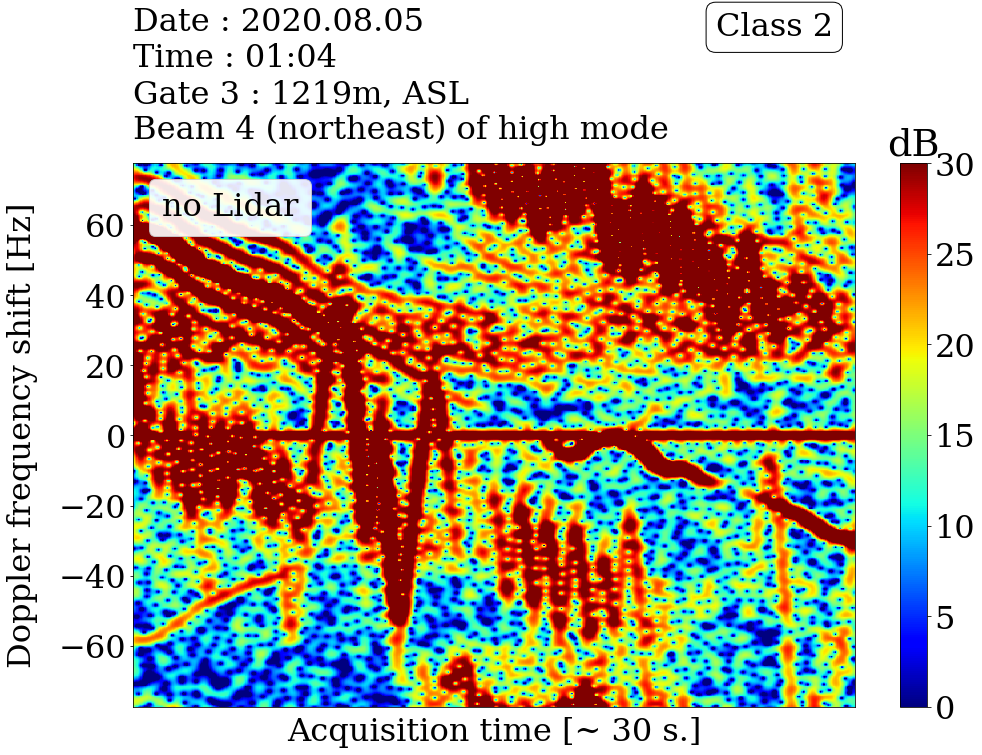 Date : 2020.08.05
Time : 01:04
Gate 3 : 1219m, ASL
Beam 4 (northeast) of high mode
Class 2
dB
no Lidar
Doppler frequency shift [Hz]
60
40
20
0
−20
−40
−60
Acquisition time [~ 30 s.]
30
25
20
15
10
5
0